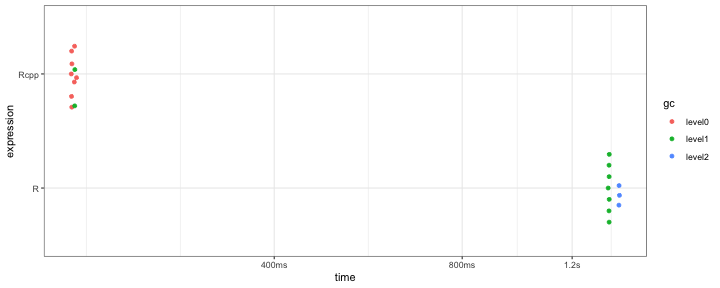 expression
Rcpp
R
400ms
800ms
1.2s
time
gc
level0
level1
level2